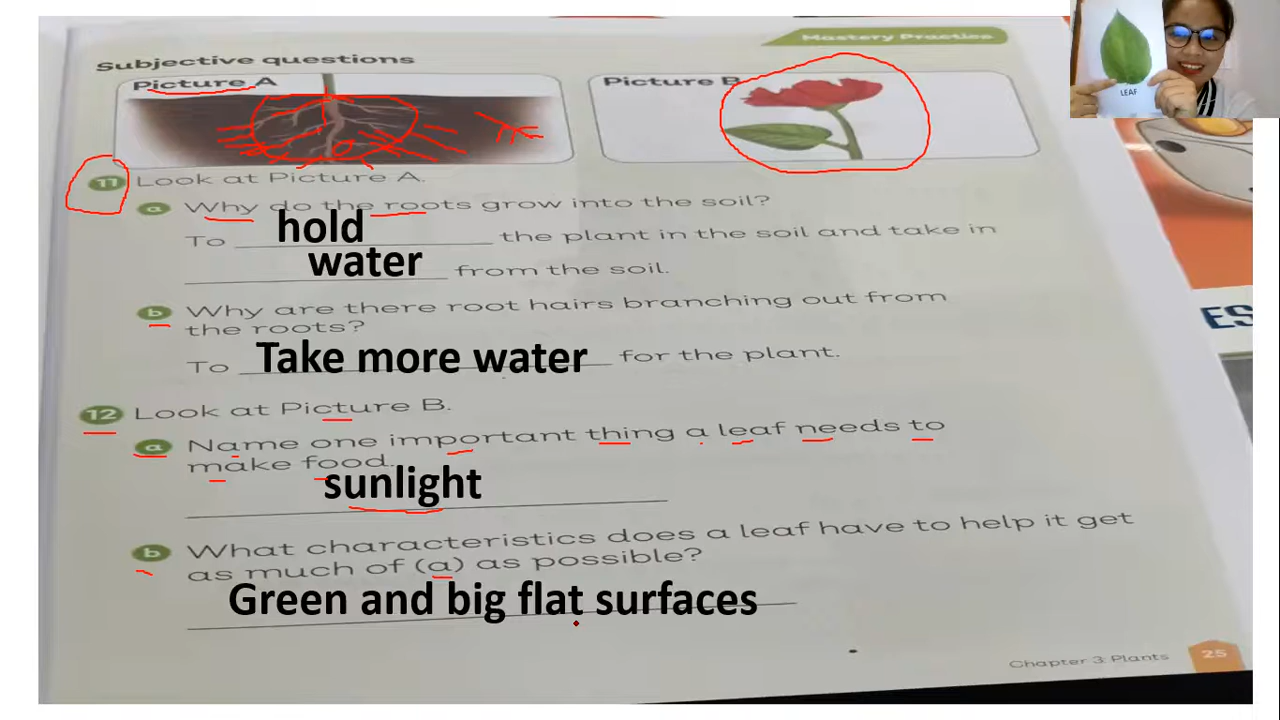 Mastery Practice
Subjective questions
Picture A
Picture B
LEAF
11 Look at Picture A.
a Why do the roots grow into the soil?
To hold the plant in the soil and take in
water from the soil.
b Why are there root hairs branching out from
the roots?
To Take more water for the plant.
12 Look at Picture B.
a Name one important thing a leaf needs to
make food.
sunlight
b What characteristics does a leaf have to help it get
as much of (a) as possible?
Green and big flat surfaces
Chapter 3: Plants 25
ES